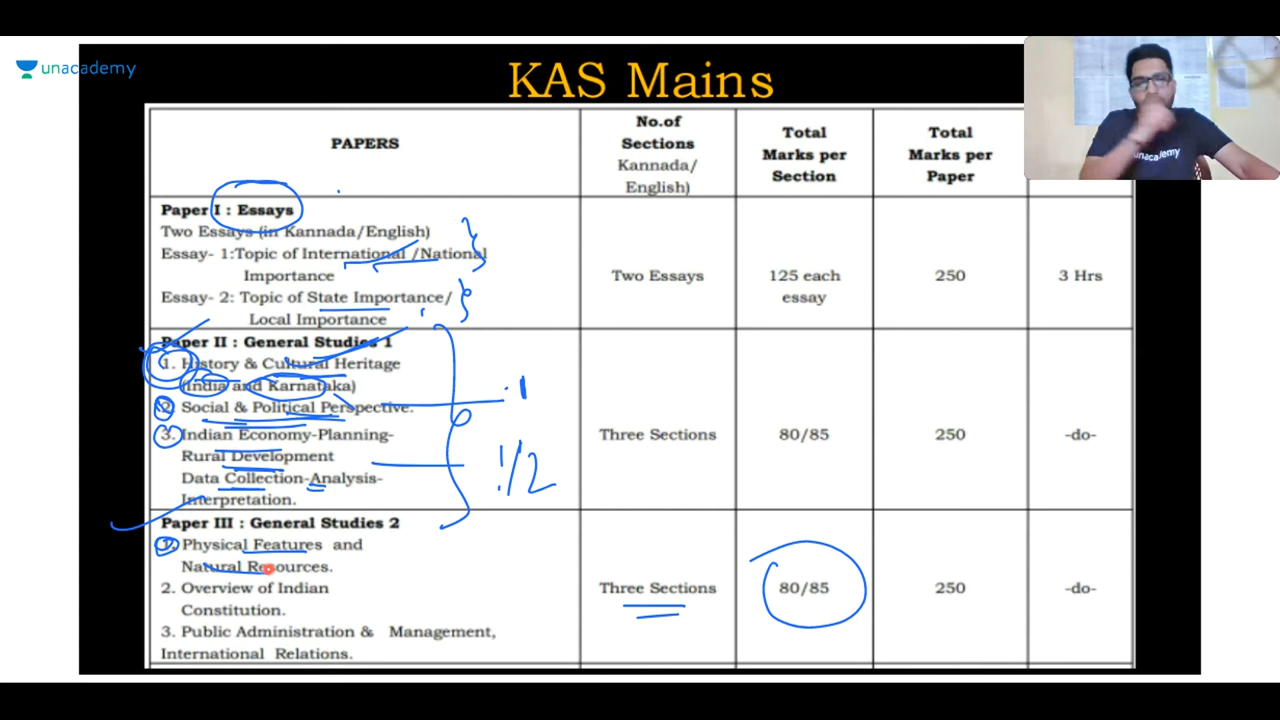 unacademy
KAS Mains
PAPERS
No.of
Sections
Kannada/
English)
Total
Marks per
Section
Total
Marks per
Paper
Paper I : Essays
Two Essays (in Kannada/English)
Essay- 1:Topic of International /National
Importance
Essay- 2: Topic of State Importance/
Local Importance
Two Essays
125 each
essay
250
3 Hrs
Paper II : General Studies 1
1. History & Cultural Heritage
(India and Karnataka)
2. Social & Political Perspective.
3. Indian Economy-Planning-
Rural Development
Data Collection-Analysis-
Interpretation.
Three Sections
80/85
250
-do-
1
1/2
Paper III : General Studies 2
1. Physical Features and
Natural Resources.
2. Overview of Indian
Constitution.
3. Public Administration & Management,
International Relations.
Three Sections
80/85
250
-do-
unacademy